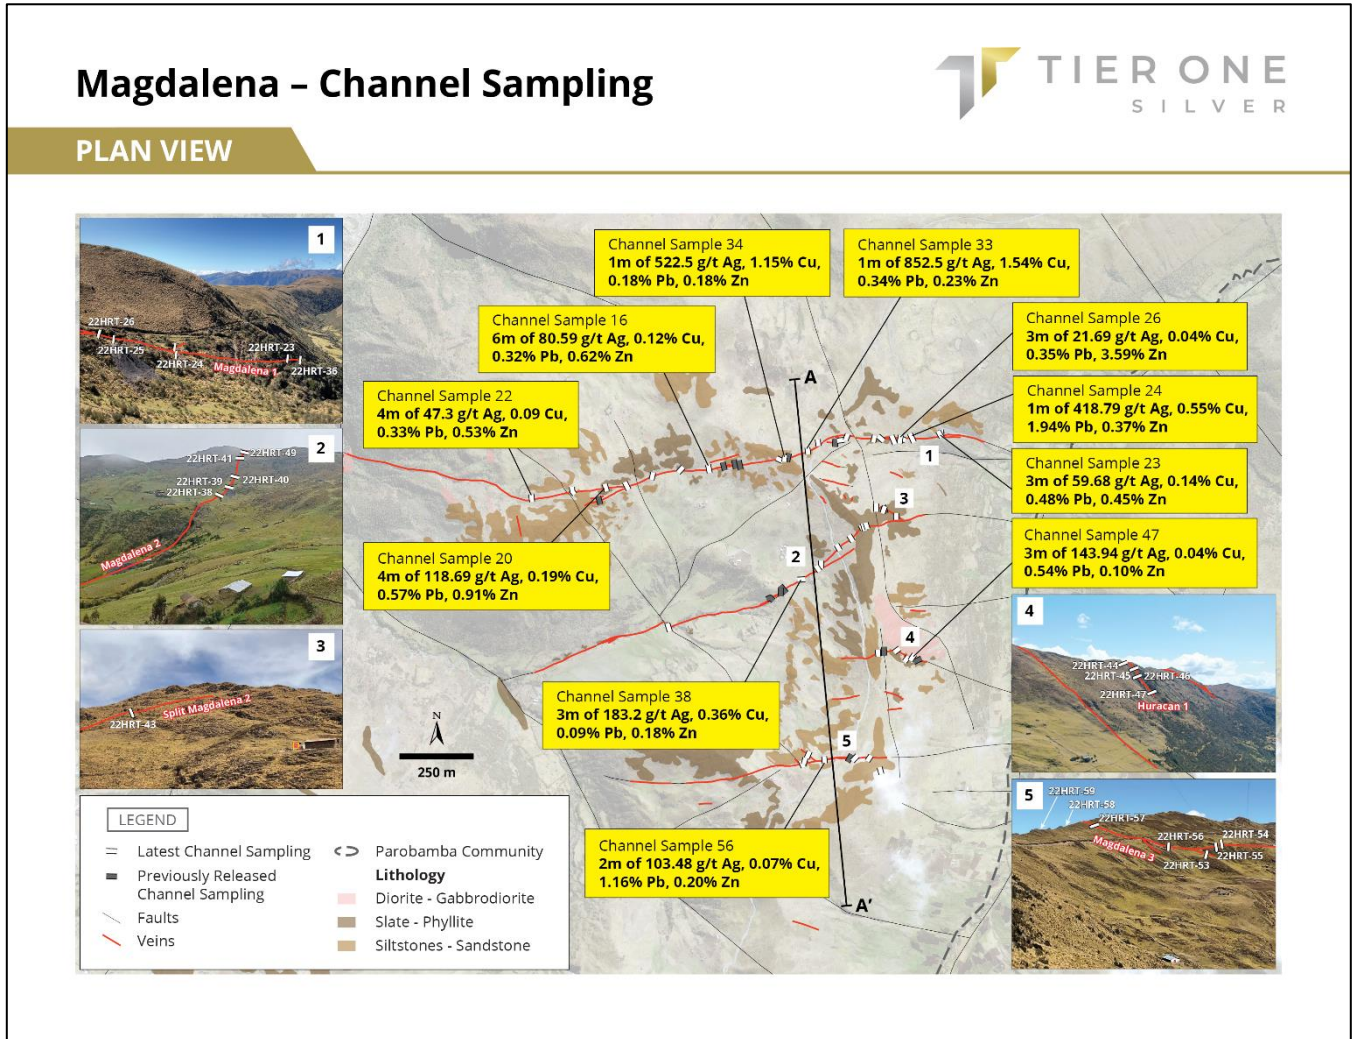 Magdalena – Channel Sampling
TIER ONE
SILVER
PLAN VIEW
1
22HRT-26
22HRT-25
22HRT-24
22HRT-23
22HRT-36
Magdalena 1
2
22HRT-41
22HRT-49
22HRT-39
22HRT-40
22HRT-38
Magdalena 2
3
Split Magdalena 2
22HRT-43
Channel Sample 34
1m of 522.5 g/t Ag, 1.15% Cu,
0.18% Pb, 0.18% Zn
Channel Sample 33
1m of 852.5 g/t Ag, 1.54% Cu,
0.34% Pb, 0.23% Zn
Channel Sample 16
6m of 80.59 g/t Ag, 0.12% Cu,
0.32% Pb, 0.62% Zn
Channel Sample 26
3m of 21.69 g/t Ag, 0.04% Cu,
0.35% Pb, 3.59% Zn
Channel Sample 22
4m of 47.3 g/t Ag, 0.09 Cu,
0.33% Pb, 0.53% Zn
Channel Sample 24
1m of 418.79 g/t Ag, 0.55% Cu,
1.94% Pb, 0.37% Zn
Channel Sample 23
3m of 59.68 g/t Ag, 0.14% Cu,
0.48% Pb, 0.45% Zn
Channel Sample 47
3m of 143.94 g/t Ag, 0.04% Cu,
0.54% Pb, 0.10% Zn
Channel Sample 20
4m of 118.69 g/t Ag, 0.19% Cu,
0.57% Pb, 0.91% Zn
Channel Sample 38
3m of 183.2 g/t Ag, 0.36% Cu,
0.09% Pb, 0.18% Zn
Channel Sample 56
2m of 103.48 g/t Ag, 0.07% Cu,
1.16% Pb, 0.20% Zn
A
1
3
2
4
5
A'
N
250 m
4
22HRT-44
22HRT-45
22HRT-46
22HRT-47
Huracan 1
5
22HRT-59
22HRT-58
22HRT-57
22HRT-56
22HRT-54
Magdalena 3
22HRT-53
22HRT-55
LEGEND
Latest Channel Sampling
Previously Released
Channel Sampling
Faults
Veins
Parobamba Community
Lithology
Diorite - Gabbrodiorite
Slate - Phyllite
Siltstones - Sandstone